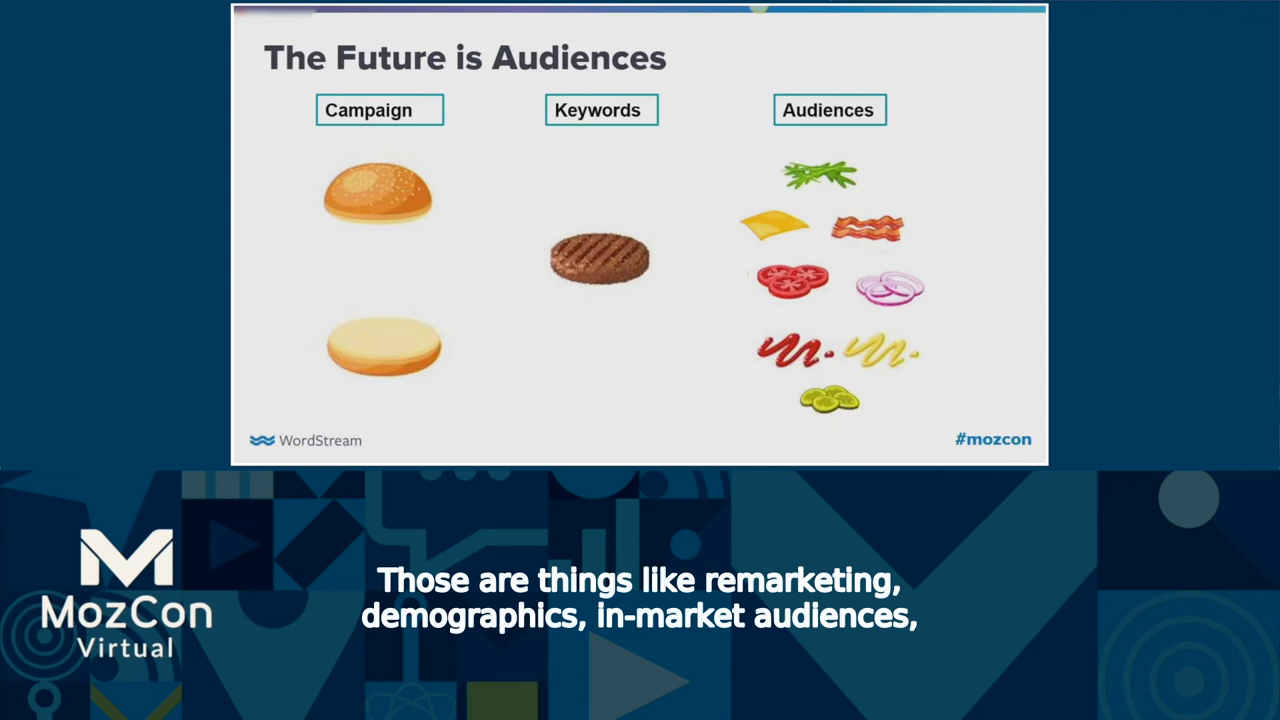 The Future is Audiences
Campaign
Keywords
Audiences
WordStream
#mozcon
M
MozCon
Virtual
Those are things like remarketing,
demographics, in-market audiences,